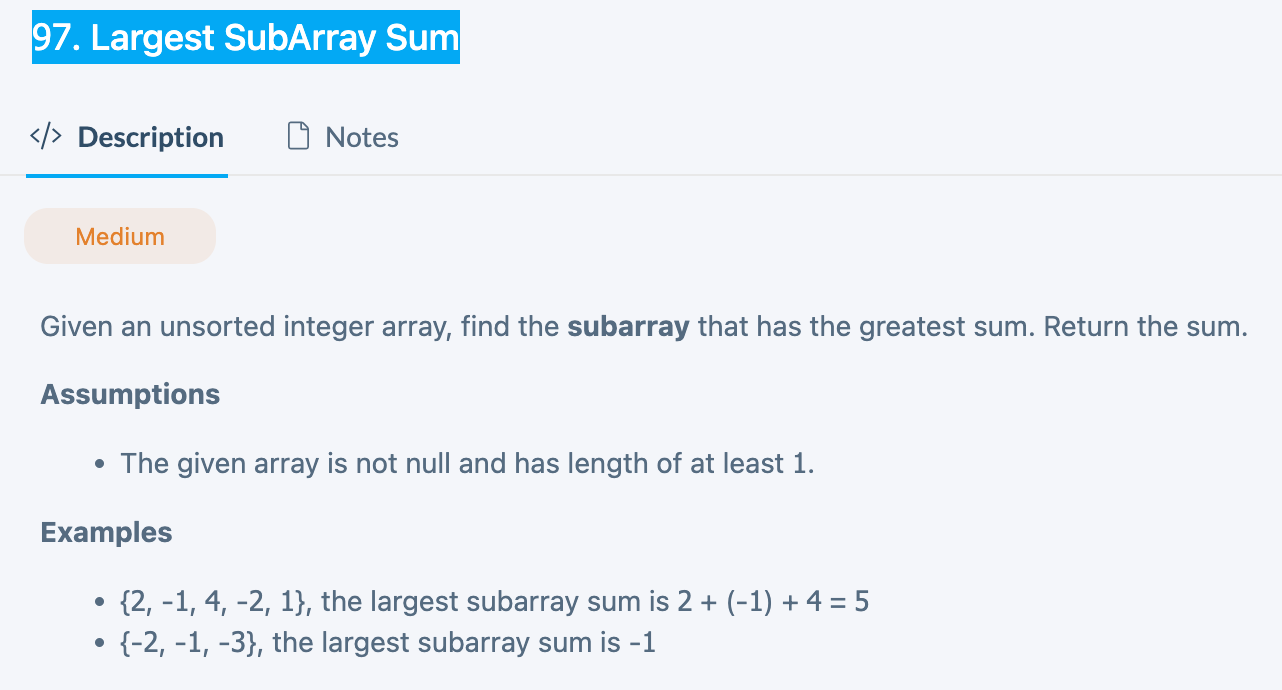 97. Largest SubArray Sum
</> Description Notes
Medium
Given an unsorted integer array, find the subarray that has the greatest sum. Return the sum.
Assumptions
• The given array is not null and has length of at least 1.
Examples
• {2, -1, 4, -2, 1}, the largest subarray sum is 2 + (-1) + 4 = 5
• {-2, -1, -3}, the largest subarray sum is -1